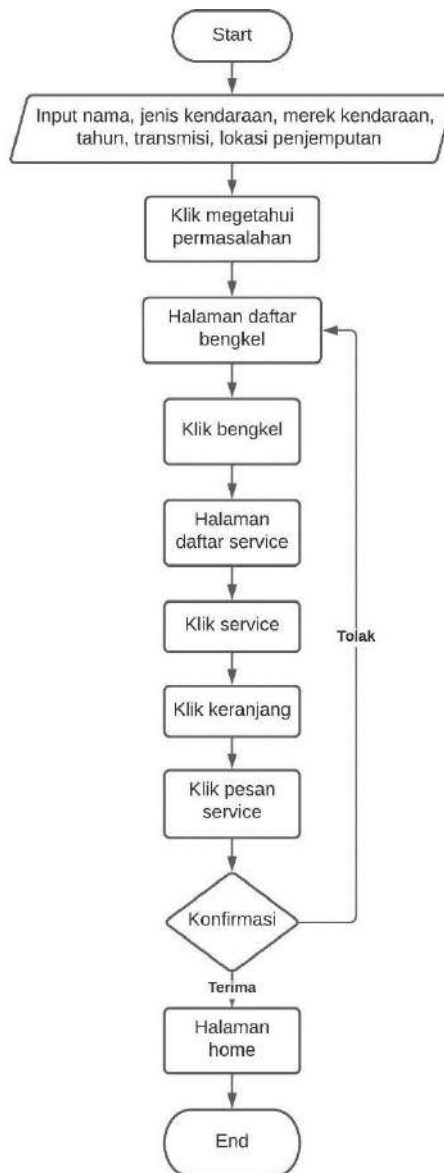 Start
Input nama, jenis kendaraan, merek kendaraan,
tahun, transmisi, lokasi penjemputan
Klik megetahui
permasalahan
Halaman daftar
bengkel
Klik bengkel
Halaman
daftar service
Klik service
Tolak
Klik keranjang
Klik pesan
service
Konfirmasi
Terima
Halaman
home
End